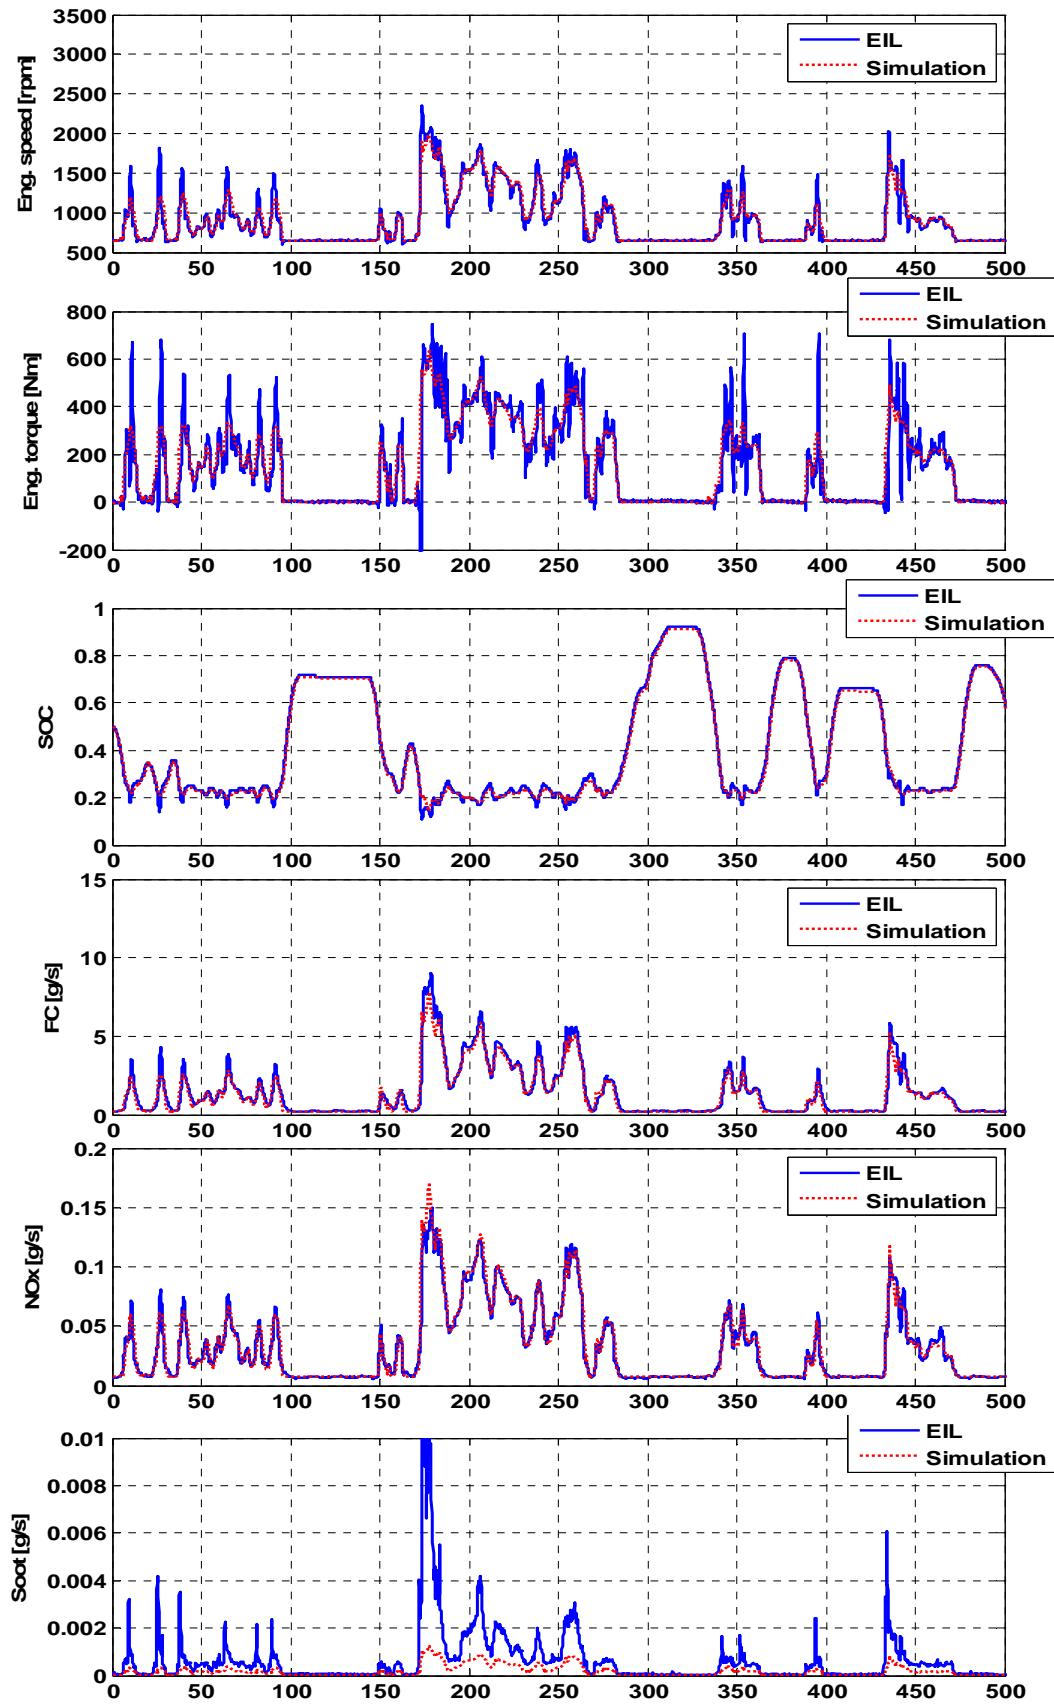 3500
3000
2500
2000
1500
1000
500
Eng. speed [rpm]
EIL
Simulation
0 50 100 150 200 250 300 350 400 450 500
800
600
400
200
0
-200
Eng. torque [Nm]
EIL
Simulation
0 50 100 150 200 250 300 350 400 450 500
1
0.8
0.6
0.4
0.2
0
SOC
EIL
Simulation
0 50 100 150 200 250 300 350 400 450 500
15
10
5
0
FC [g/s]
EIL
Simulation
0 50 100 150 200 250 300 350 400 450 500
0.2
0.15
0.1
0.05
0
NOx [g/s]
EIL
Simulation
0 50 100 150 200 250 300 350 400 450 500
0.01
0.008
0.006
0.004
0.002
0
Soot [g/s]
EIL
Simulation
0 50 100 150 200 250 300 350 400 450 500